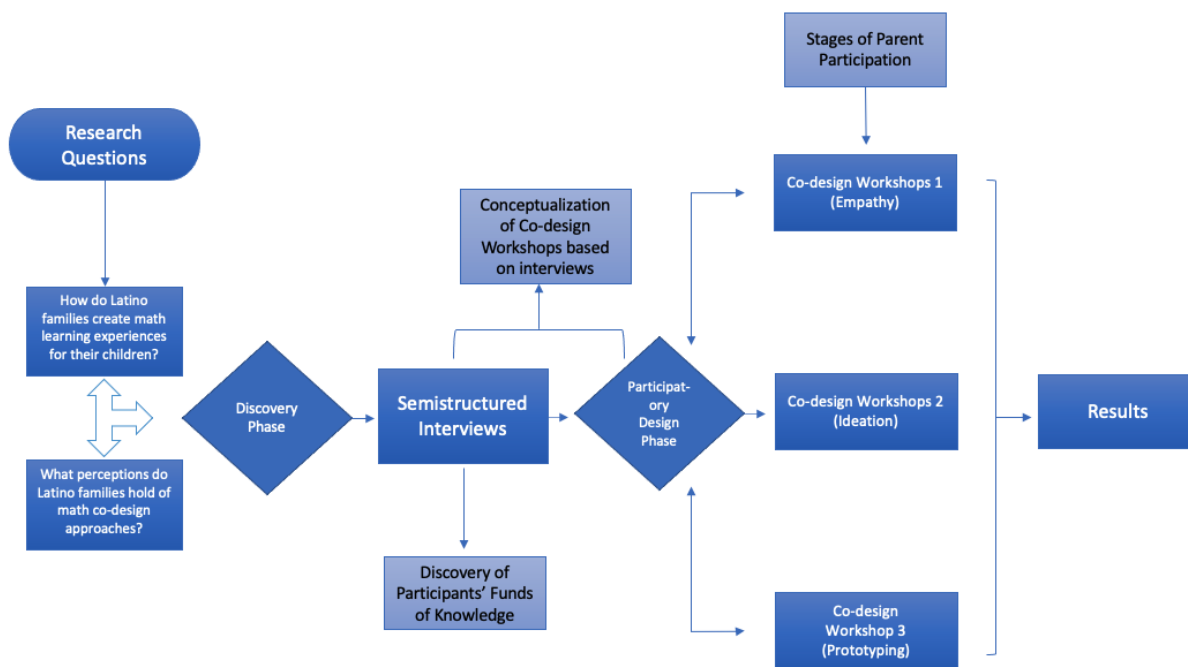 Stages of Parent
Participation
Research
Questions
Co-design Workshops 1
(Empathy)
Conceptualization
of Co-design
Workshops based
on interviews
How do Latino
families create math
learning experiences
for their children?
Discovery
Phase
Semistructured
Interviews
Participat-
ory
Design
Phase
Co-design Workshops 2
(Ideation)
Results
What perceptions do
Latino families hold of
math co-design
approaches?
Discovery of
Participants’ Funds
of Knowledge
Co-design
Workshop 3
(Prototyping)